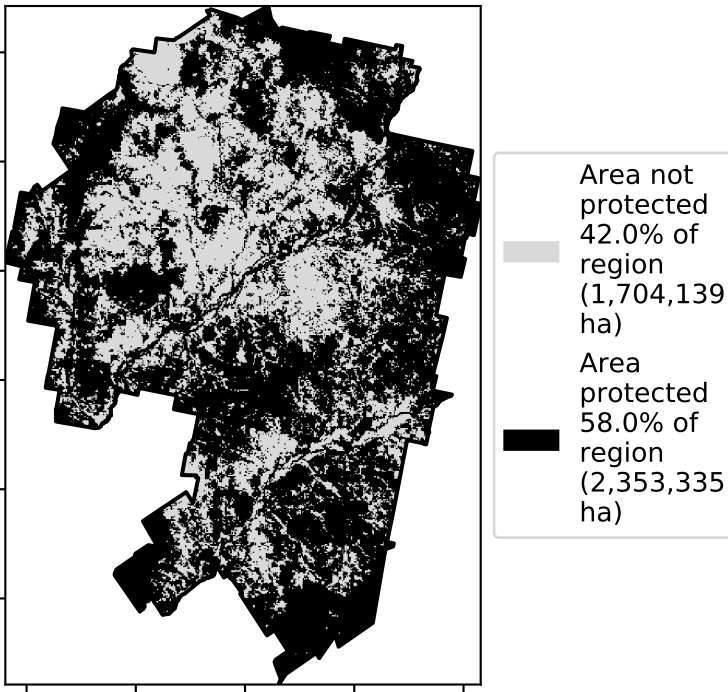 Area not
protected
42.0% of
region
(1,704,139
ha)
Area
protected
58.0% of
region
(2,353,335
ha)